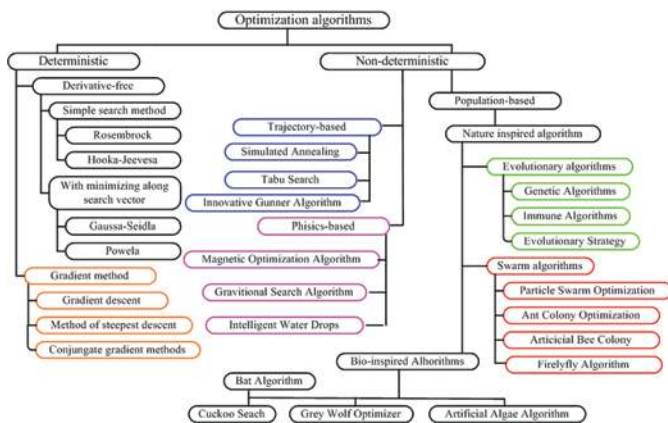 Optimization algorithms
Deterministic
Non-deterministic
Derivative-free
Simple search method
Rosembrock
Hooka-Jeevesa
With minimizing along
search vector
Gaussa-Seidla
Powela
Gradient method
Gradient descent
Method of steepest descent
Conjugate gradient methods
Trajectory-based
Simulated Annealing
Tabu Search
Innovative Gunner Algorithm
Phisics-based
Magnetic Optimization Algorithm
Gravitional Search Algorithm
Intelligent Water Drops
Population-based
Nature inspired algorithm
Evolutionary algorithms
Genetic Algorithms
Immune Algorithms
Evolutionary Strategy
Swarm algorithms
Particle Swarm Optimization
Ant Colony Optimization
Articicial Bee Colony
Firelyfly Algorithm
Bio-inspired Alhorithms
Bat Algorithm
Cuckoo Seach
Grey Wolf Optimizer
Artificial Algae Algorithm